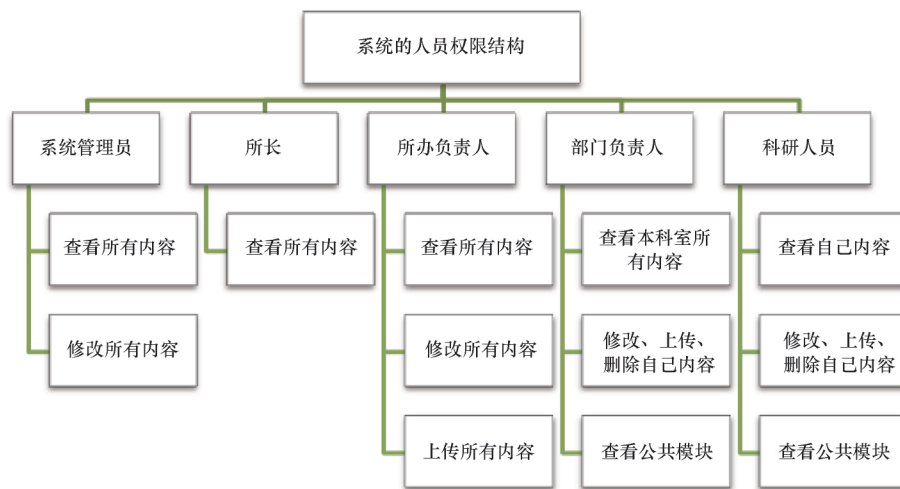 系统的人员权限结构
系统管理员
所长
所办负责人
部门负责人
科研人员
查看所有内容
查看所有内容
查看所有内容
查看本科室所
有内容
查看自己内容
修改所有内容
修改所有内容
修改、上传、
删除自己内容
修改、上传、
删除自己内容
上传所有内容
查看公共模块
查看公共模块